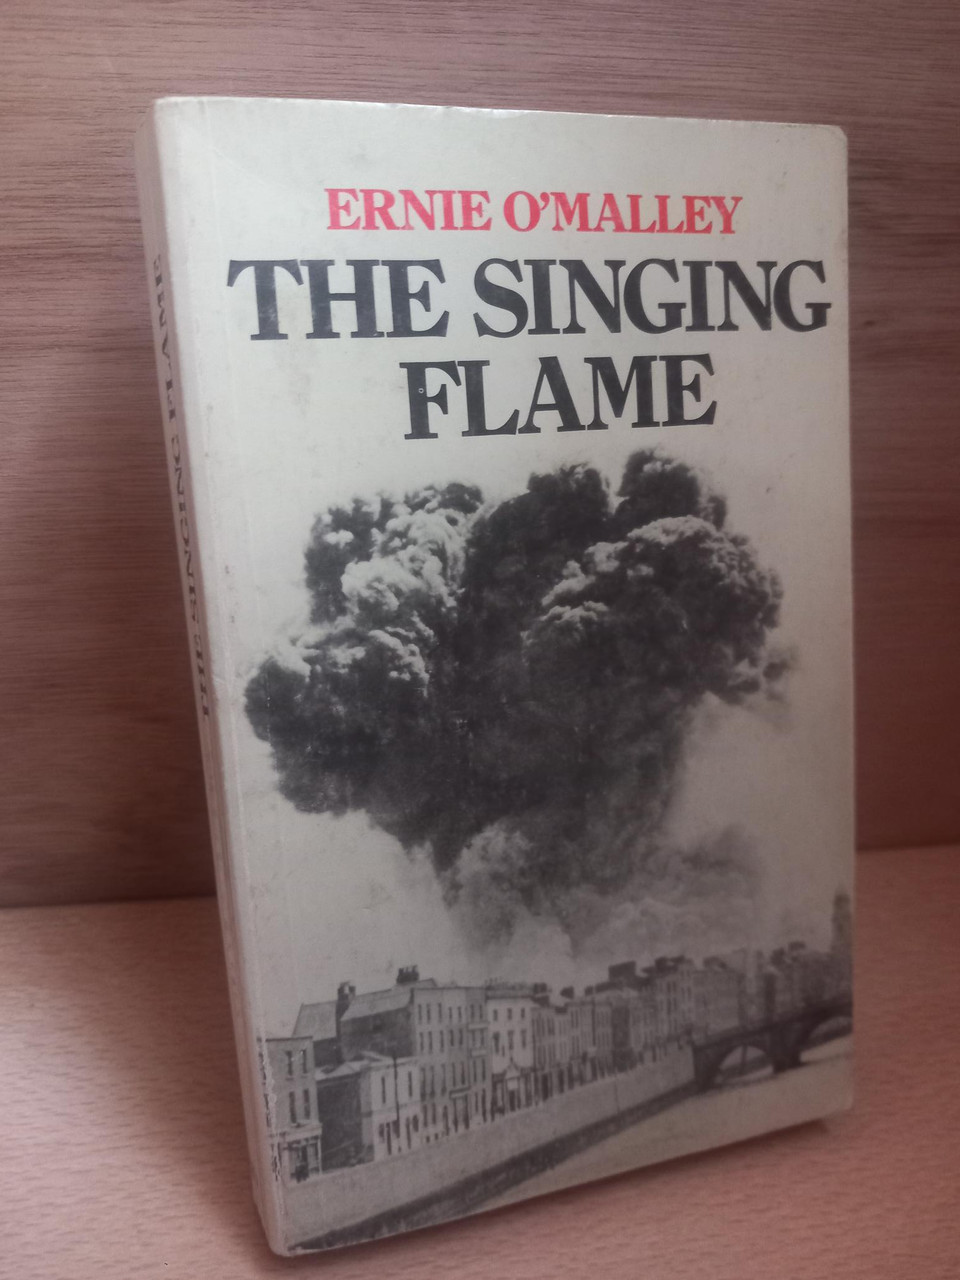 ERNIE O'MALLEY
THE SINGING
FLAME
THE SINGING FLAME